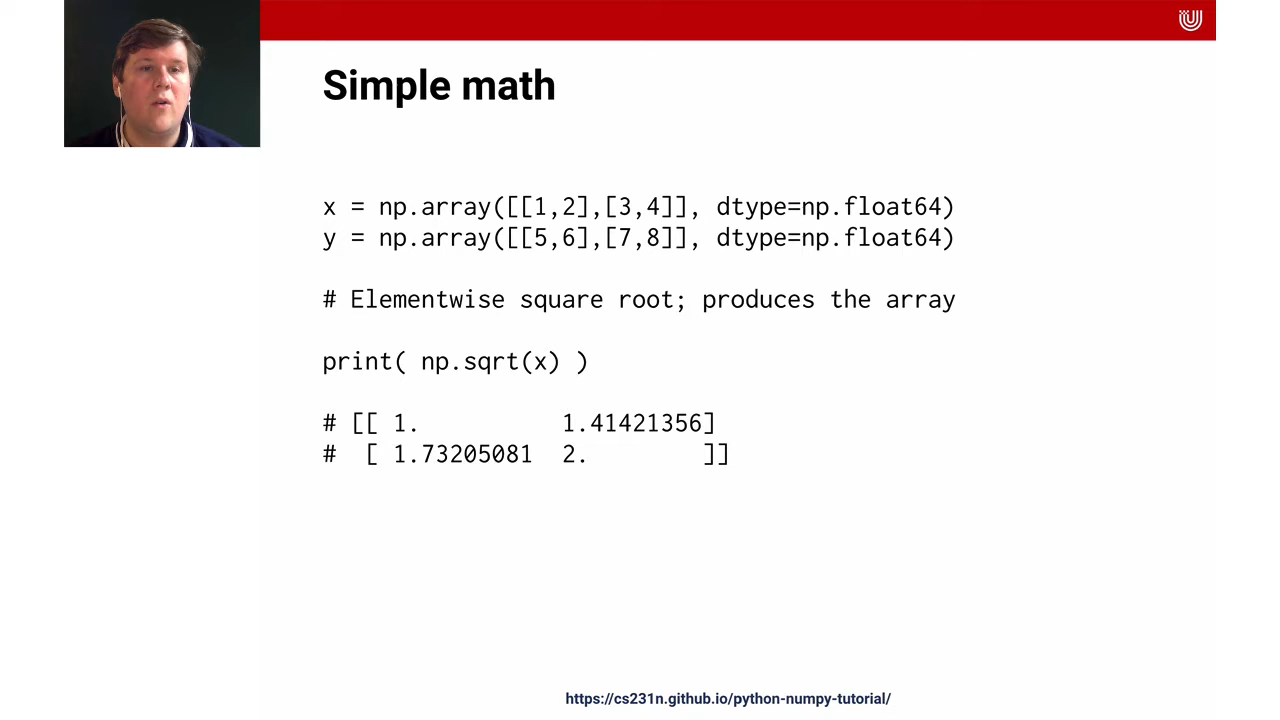 Simple math
x = np.array([[1,2],[3,4]], dtype=np.float64)
y = np.array([[5,6],[7,8]], dtype=np.float64)
# Elementwise square root; produces the array
print( np.sqrt(x) )
# [[ 1.          1.41421356]
#  [ 1.73205081  2.        ]]
https://cs231n.github.io/python-numpy-tutorial/